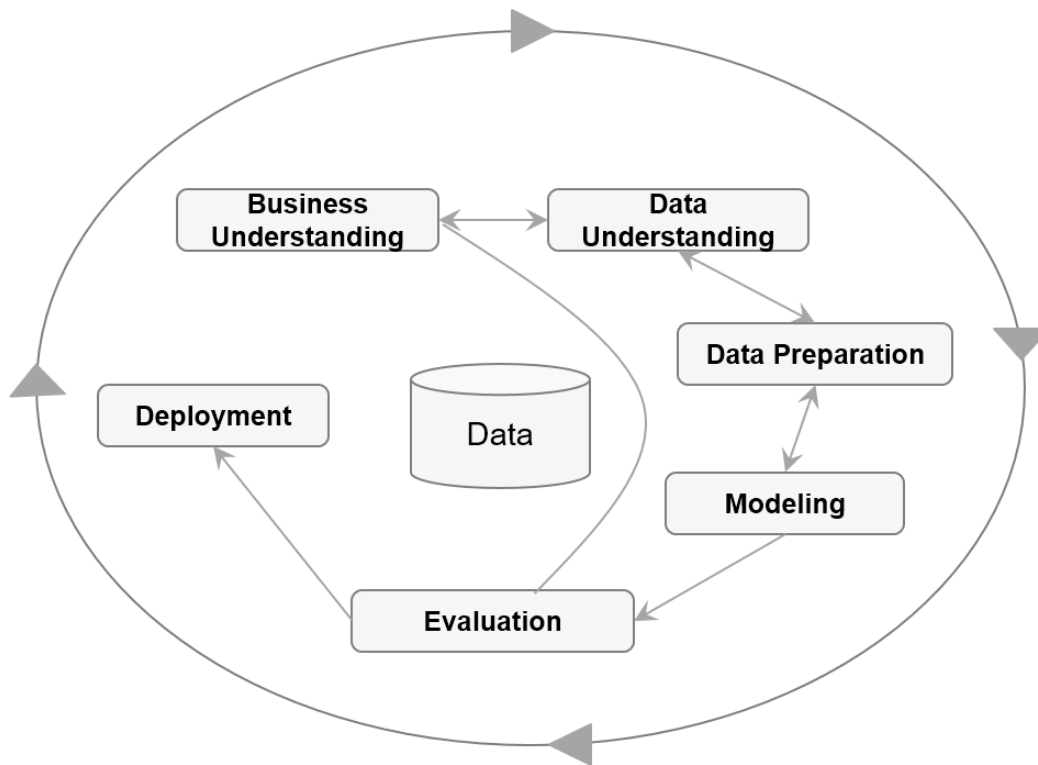 Business
Understanding
Data
Understanding
Data Preparation
Deployment
Data
Modeling
Evaluation